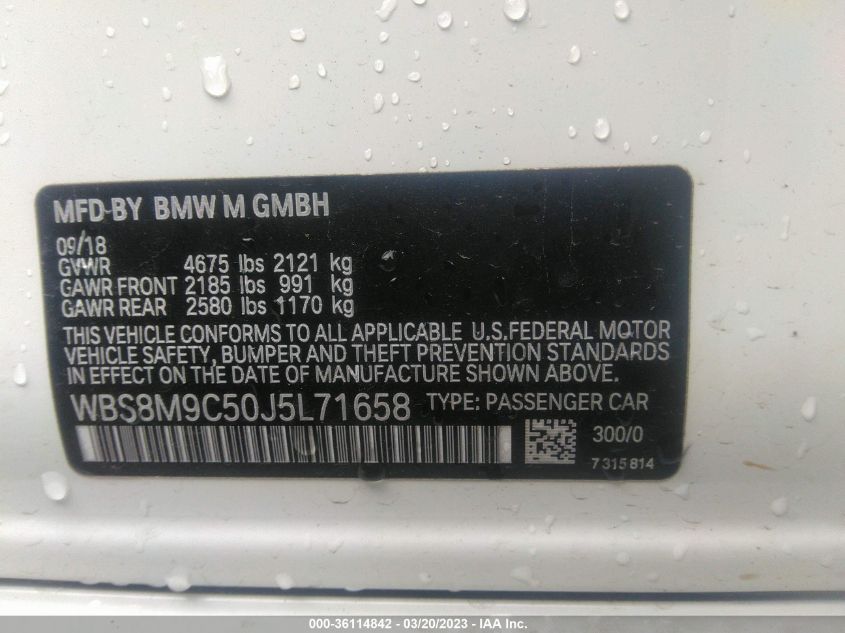 MFD-BY BMW M GMBH
09/18
GVWR 4675 lbs 2121 kg
GAWR FRONT 2185 lbs 991 kg
GAWR REAR 2580 lbs 1170 kg
THIS VEHICLE CONFORMS TO ALL APPLICABLE U.S.FEDERAL MOTOR
VEHICLE SAFETY, BUMPER AND THEFT PREVENTION STANDARDS
IN EFFECT ON THE DATE OF MANUFACTURE SHOWN ABOVE.
WBS8M9C50J5L71658 TYPE: PASSENGER CAR
300/0
7 315 814
000-36114842 - 03/20/2023 - IAA Inc.